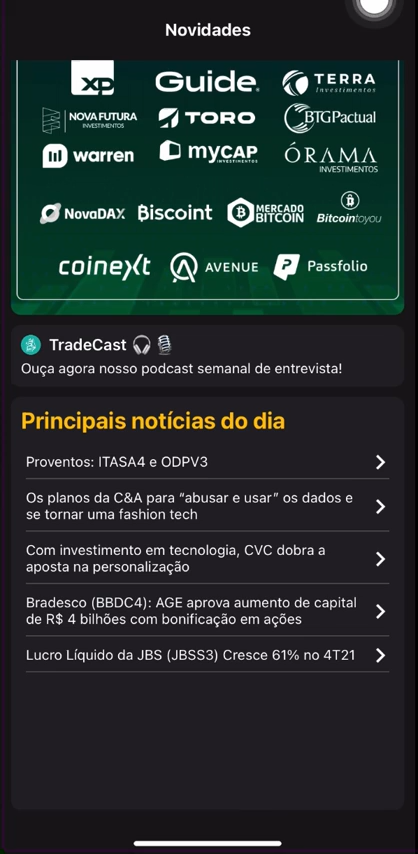 Novidades
xp
Guide
TERRA
Investimentos
NOVA FUTURA
INVESTIMENTOS
TORO
BTGPactual
warren
myCAP
INVESTIMENTOS
ÓRAMA
INVESTIMENTOS
NovaDAX
Biscoint
MERCADO
BITCOIN
Bitcointoyou
coinext
AVENUE
Passfolio
TradeCast
Ouça agora nosso podcast semanal de entrevista!
Principais notícias do dia
Proventos: ITASA4 e ODPV3
Os planos da C&A para “abusar e usar” os dados e
se tornar uma fashion tech
Com investimento em tecnologia, CVC dobra a
aposta na personalização
Bradesco (BBDC4): AGE aprova aumento de capital
de R$ 4 bilhões com bonificação em ações
Lucro Líquido da JBS (JBSS3) Cresce 61% no 4T21